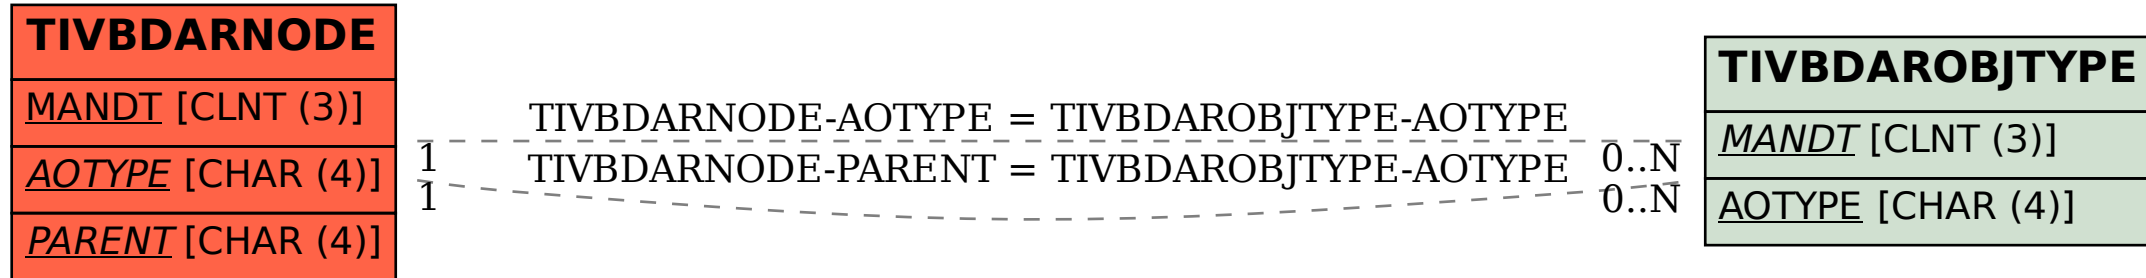 TIVBDARNODE
MANDT [CLNT (3)]
AOTYPE [CHAR (4)]
PARENT [CHAR (4)]
TIVBDARNODE-AOTYPE = TIVBDAROBJTYPE-AOTYPE
1
0..N
TIVBDARNODE-PARENT = TIVBDAROBJTYPE-AOTYPE
1
0..N
TIVBDAROBJTYPE
MANDT [CLNT (3)]
AOTYPE [CHAR (4)]